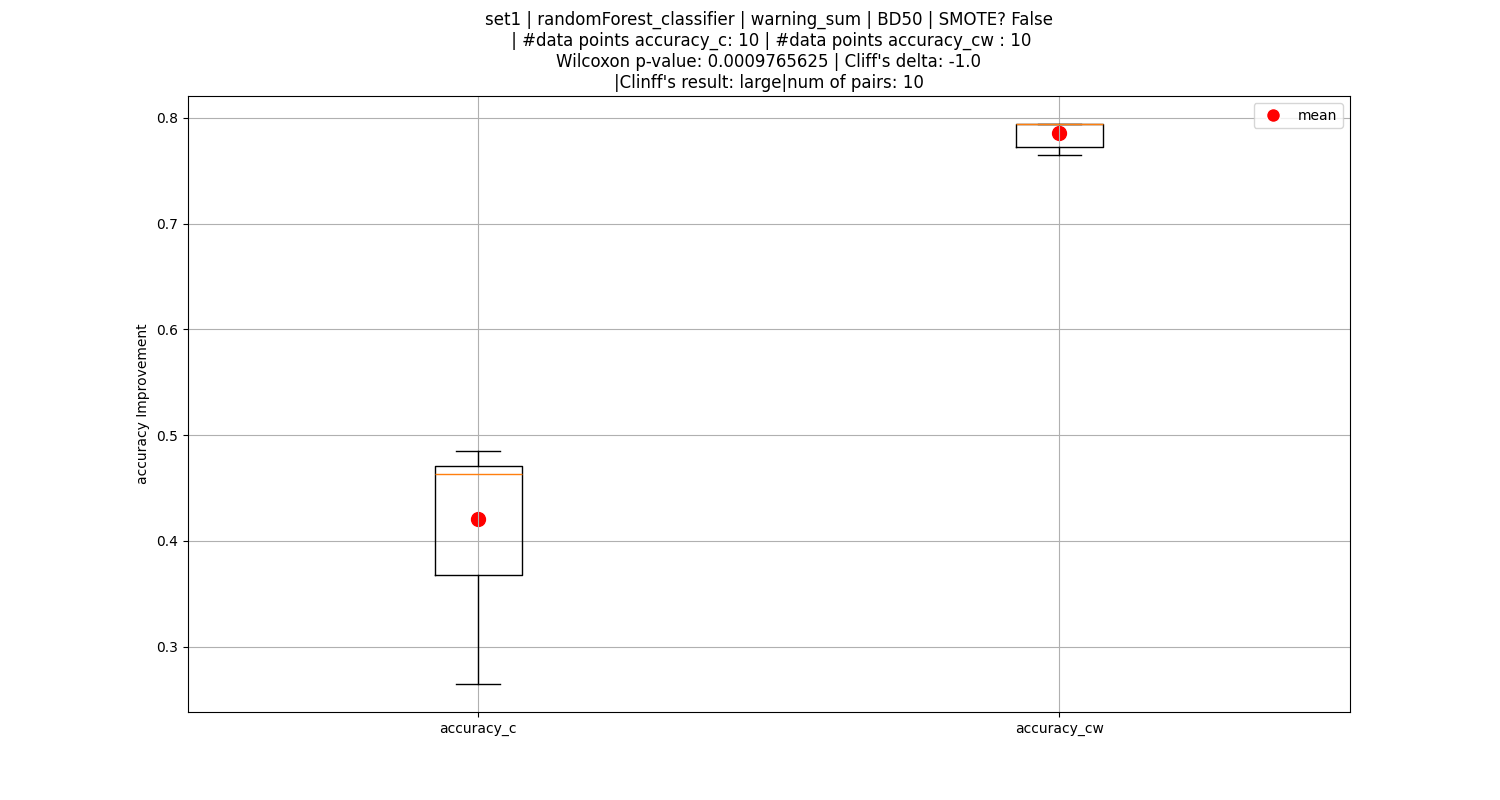 set1 | randomForest_classifier | warning_sum | BD50 | SMOTE? False
| #data points accuracy_c: 10 | #data points accuracy_cw : 10
Wilcoxon p-value: 0.0009765625 | Cliff's delta: -1.0
|Clinff's result: large|num of pairs: 10
mean
accuracy Improvement
0.8
0.7
0.6
0.5
0.4
0.3
accuracy_c
accuracy_cw